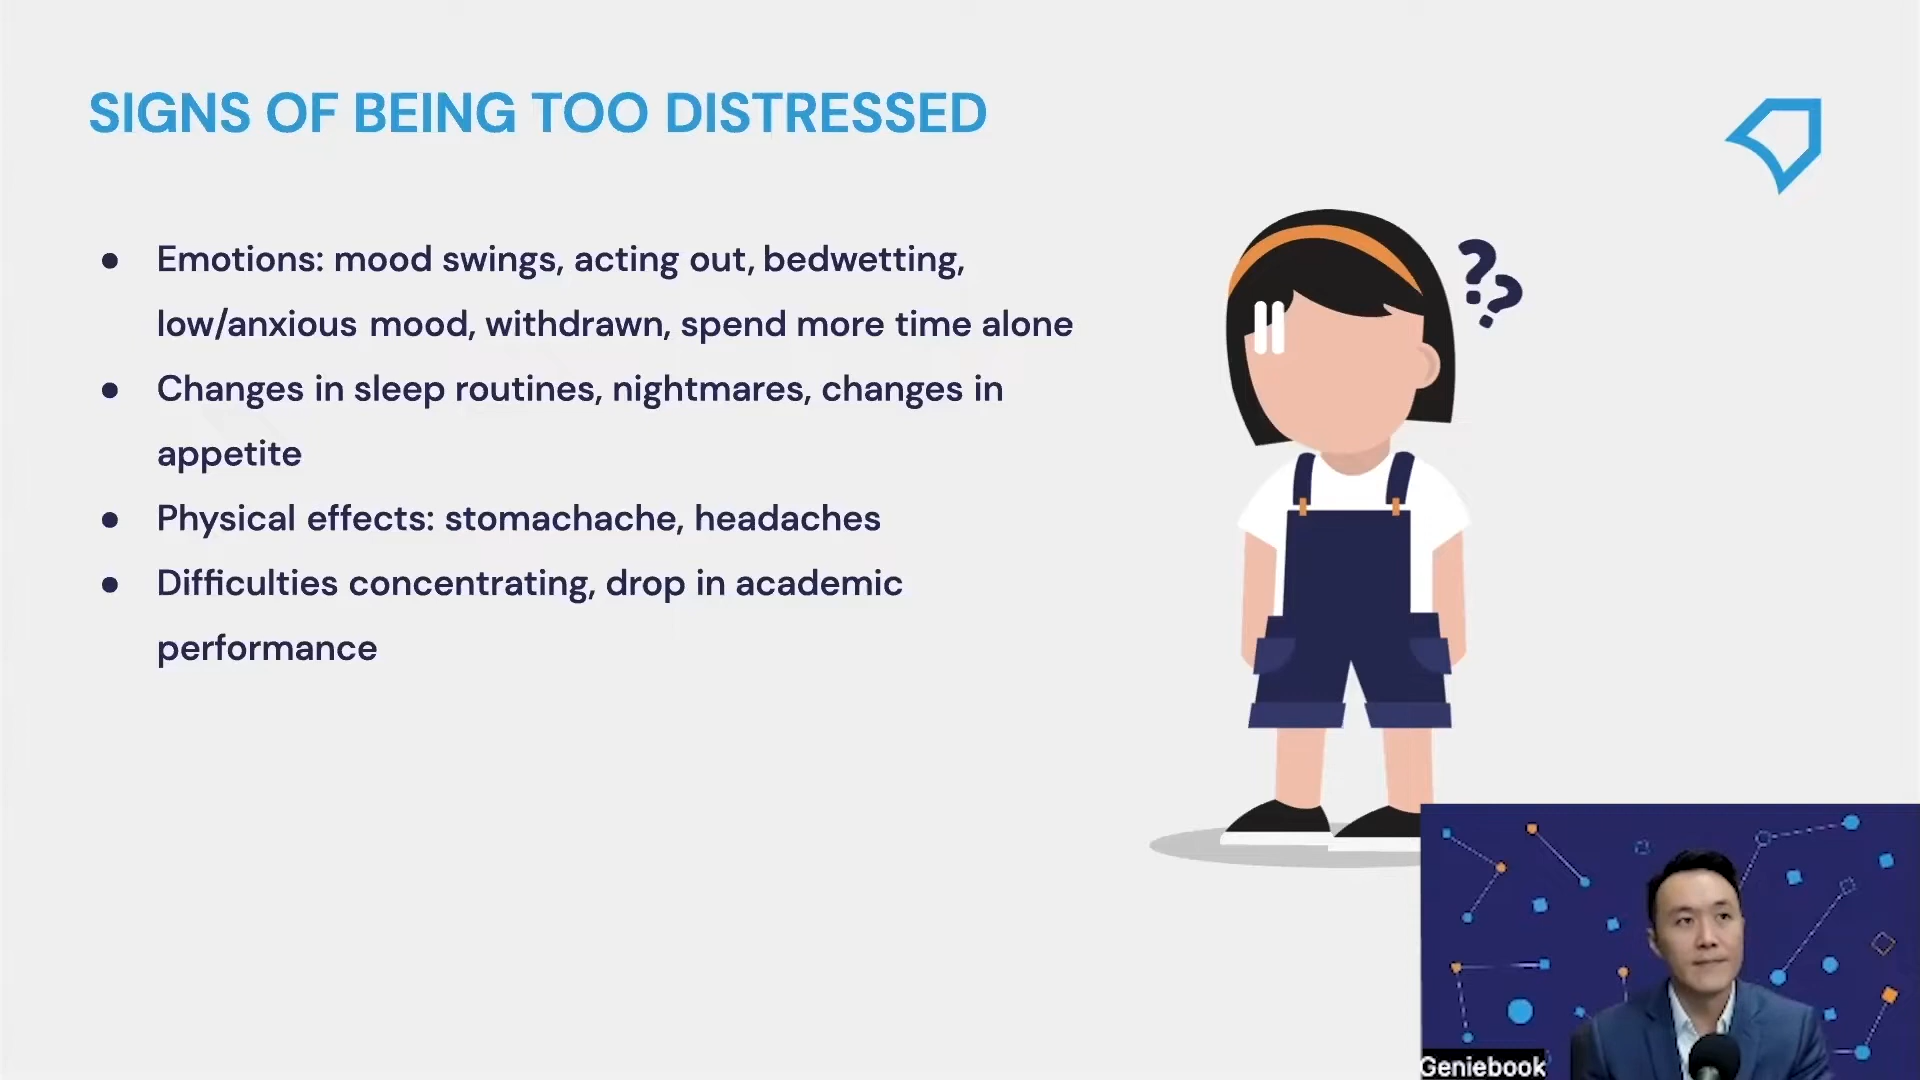 SIGNS OF BEING TOO DISTRESSED
● Emotions: mood swings, acting out, bedwetting,
low/anxious mood, withdrawn, spend more time alone
● Changes in sleep routines, nightmares, changes in
appetite
● Physical effects: stomachache, headaches
● Difficulties concentrating, drop in academic
performance
??
Geniebook